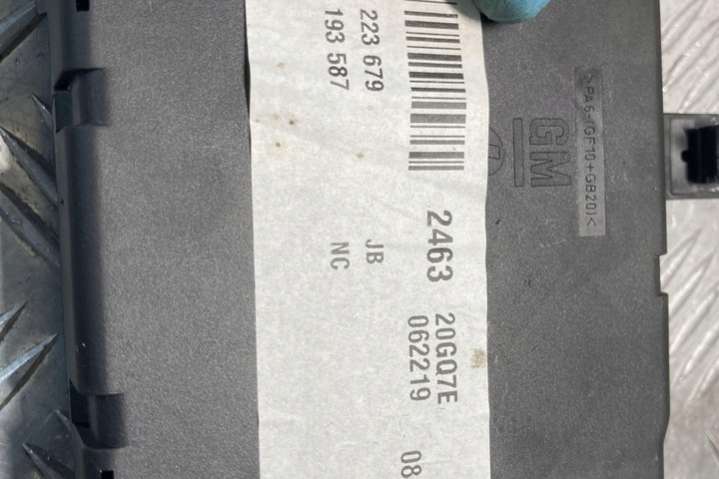 >PA6-(GF10+GB20)<
GM
2463 20GQ7E
062219 08
223 679 JB
193 587 NC